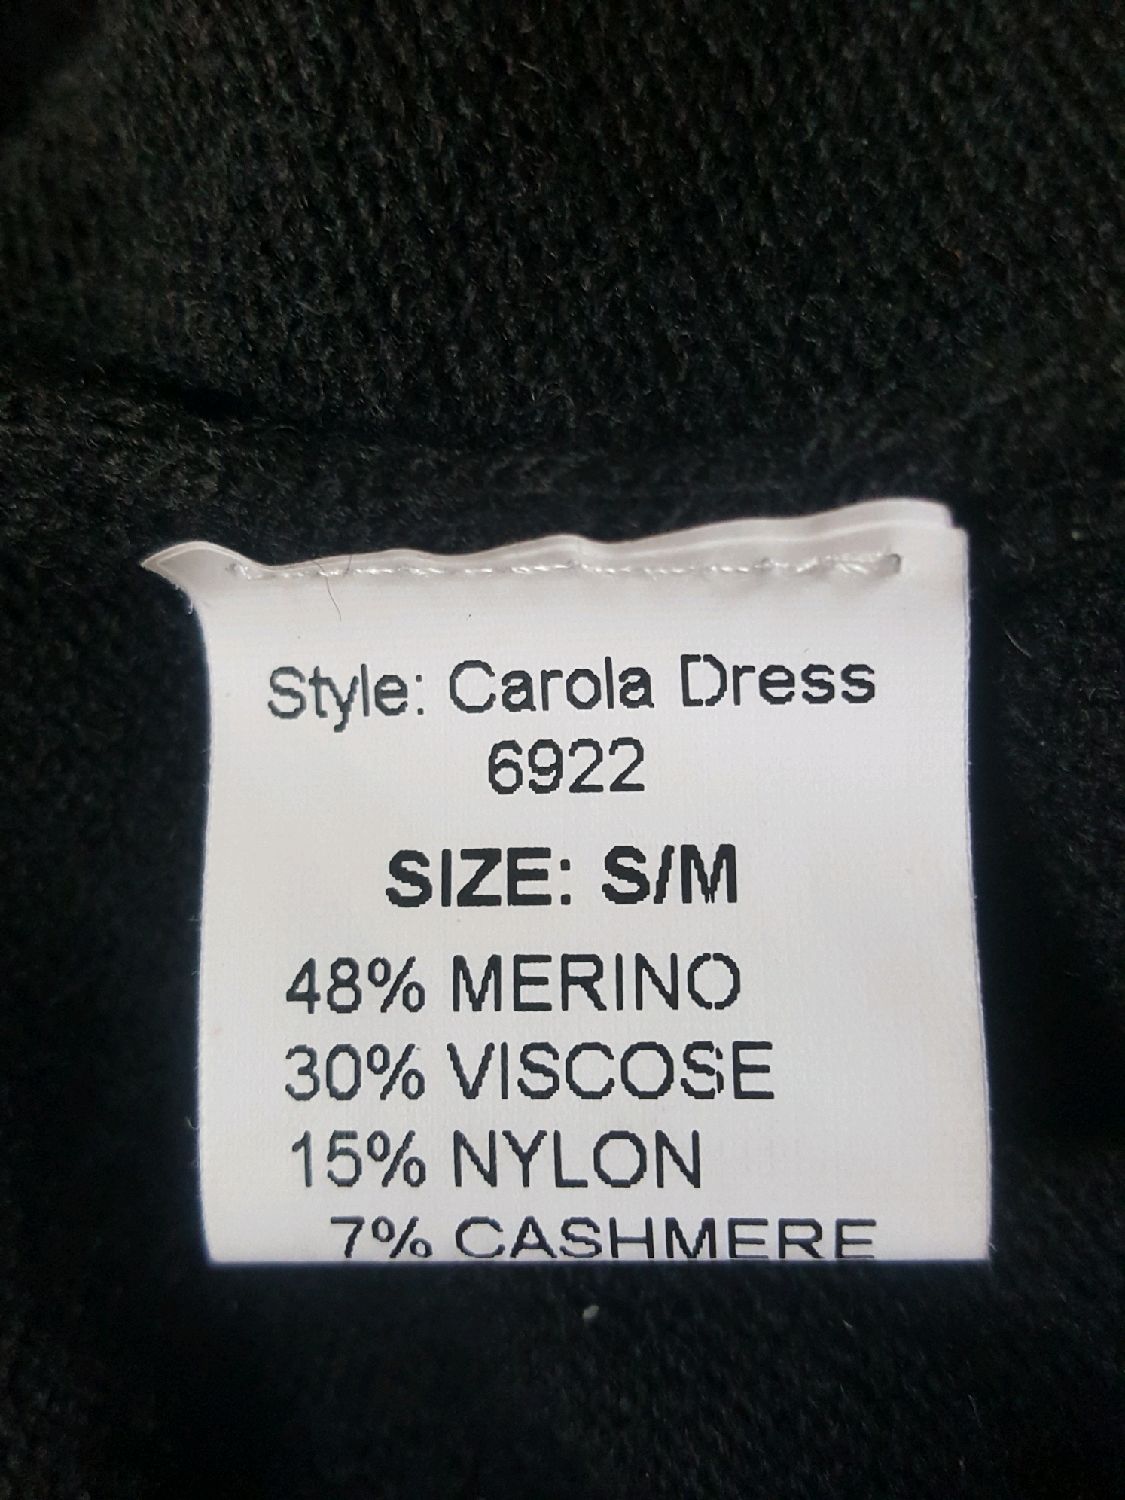 Style: Carola Dress
6922
SIZE: S/M
48% MERINO
30% VISCOSE
15% NYLON
7% CASHMERE